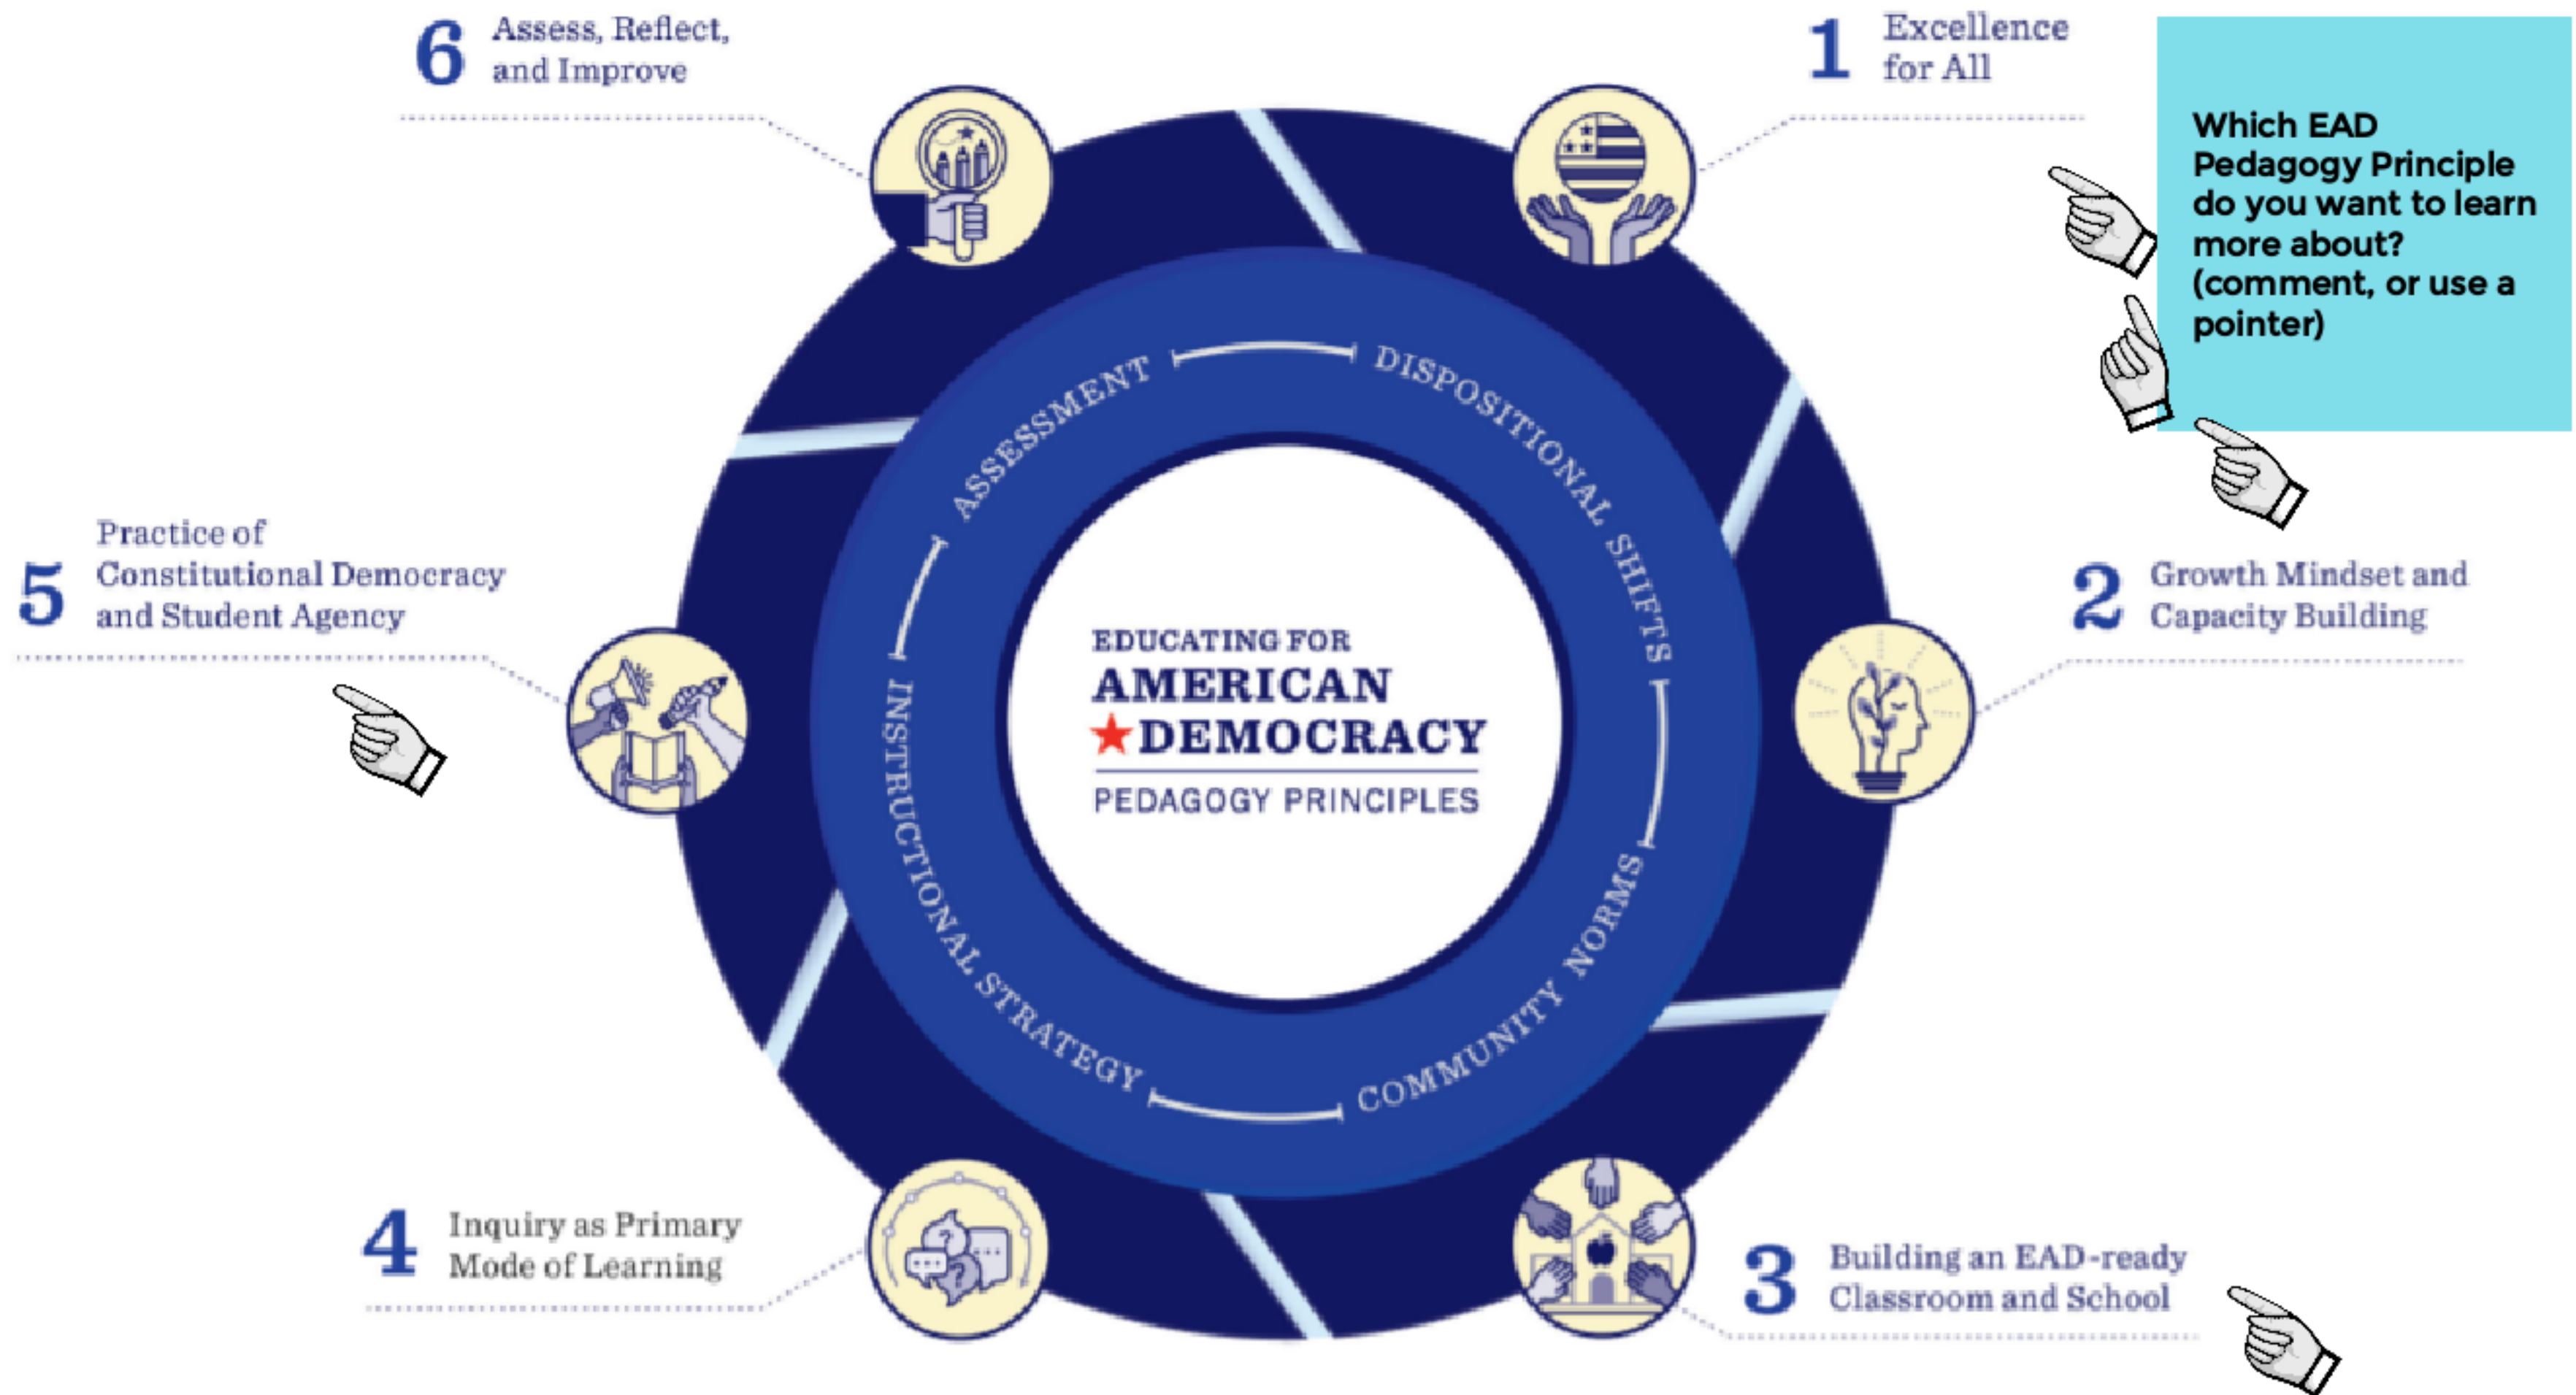 6
Assess, Reflect,
and Improve
1
Excellence
for All
Which EAD
Pedagogy Principle
do you want to learn
more about?
(comment, or use a
pointer)
ASSESSMENT
DISPOSITIONAL SHIFTS
5
Practice of
Constitutional Democracy
and Student Agency
2
Growth Mindset and
Capacity Building
EDUCATING FOR
AMERICAN
DEMOCRACY
PEDAGOGY PRINCIPLES
INSTRUCTIONAL STRATEGY
COMMUNITY NORMS
4
Inquiry as Primary
Mode of Learning
3
Building an EAD-ready
Classroom and School
? 
?